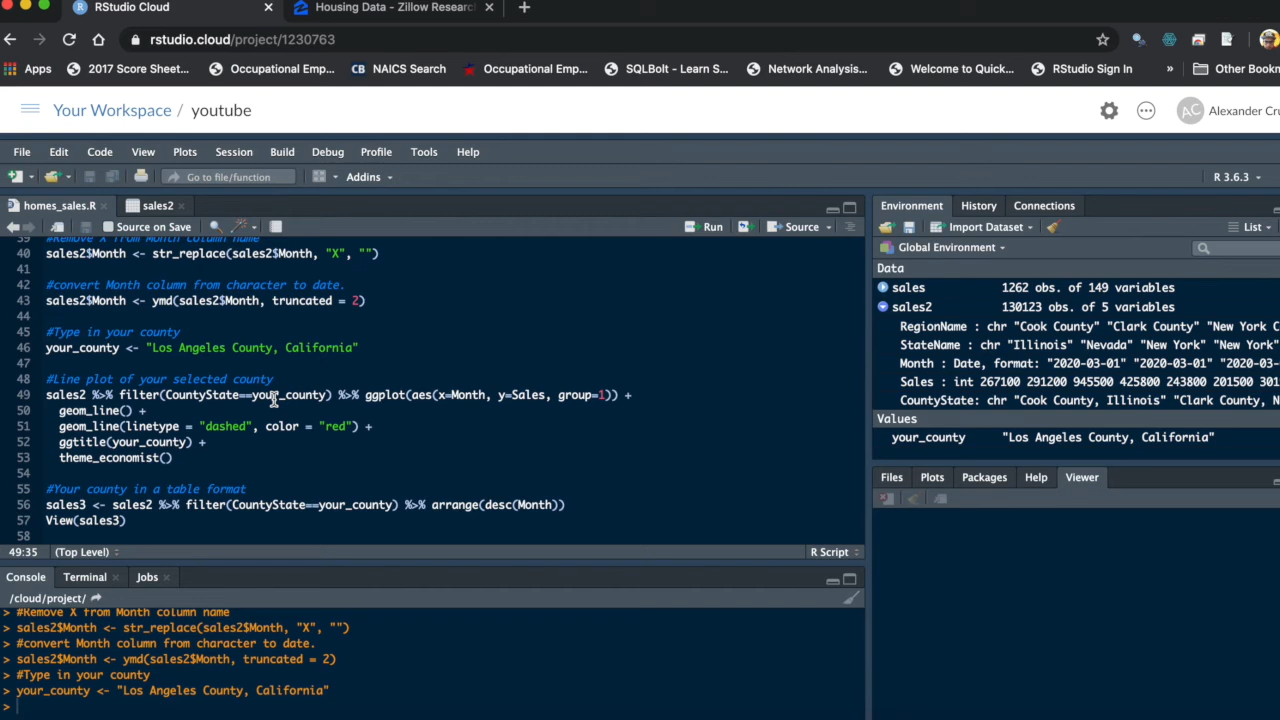 RStudio Cloud × Housing Data - Zillow Research × +
rstudio.cloud/project/1230763
Apps 2017 Score Sheet... Occupational Emp... CB NAICS Search Occupational Emp... SQLBolt - Learn S... Network Analysis... Welcome to Quick... RStudio Sign In » Other Bookm
Your Workspace / youtube AC Alexander Cru
File Edit Code View Plots Session Build Debug Profile Tools Help
Go to file/function Addins R 3.6.3
homes_sales.R × sales2 ×
Source on Save Run Source
39 #Remove X from Month Column name
40 sales2$Month <- str_replace(sales2$Month, "X", "")
41
42 #convert Month column from character to date.
43 sales2$Month <- ymd(sales2$Month, truncated = 2)
44
45 #Type in your county
46 your_county <- "Los Angeles County, California"
47
48 #Line plot of your selected county
49 sales2 %>% filter(CountyState==your_county) %>% ggplot(aes(x=Month, y=Sales, group=1)) +
50 geom_line() +
51 geom_line(linetype = "dashed", color = "red") +
52 ggtitle(your_county) +
53 theme_economist()
54
55 #Your county in a table format
56 sales3 <- sales2 %>% filter(CountyState==your_county) %>% arrange(desc(Month))
57 View(sales3)
58
49:35 (Top Level) R Script
Console Terminal × Jobs ×
/cloud/project/
> #Remove X from Month column name
> sales2$Month <- str_replace(sales2$Month, "X", "")
> #convert Month column from character to date.
> sales2$Month <- ymd(sales2$Month, truncated = 2)
> #Type in your county
> your_county <- "Los Angeles County, California"
>
Environment History Connections
Import Dataset List
Global Environment
Data
sales 1262 obs. of 149 variables
sales2 130123 obs. of 5 variables
RegionName : chr "Cook County" "Clark County" "New York C
StateName : chr "Illinois" "Nevada" "New York" "New York"
Month : Date, format: "2020-03-01" "2020-03-01" ...
Sales : int 267100 291200 945500 425800 243800 201500
CountyState: chr "Cook County, Illinois" "Clark County, N
Values
your_county "Los Angeles County, California"
Files Plots Packages Help Viewer